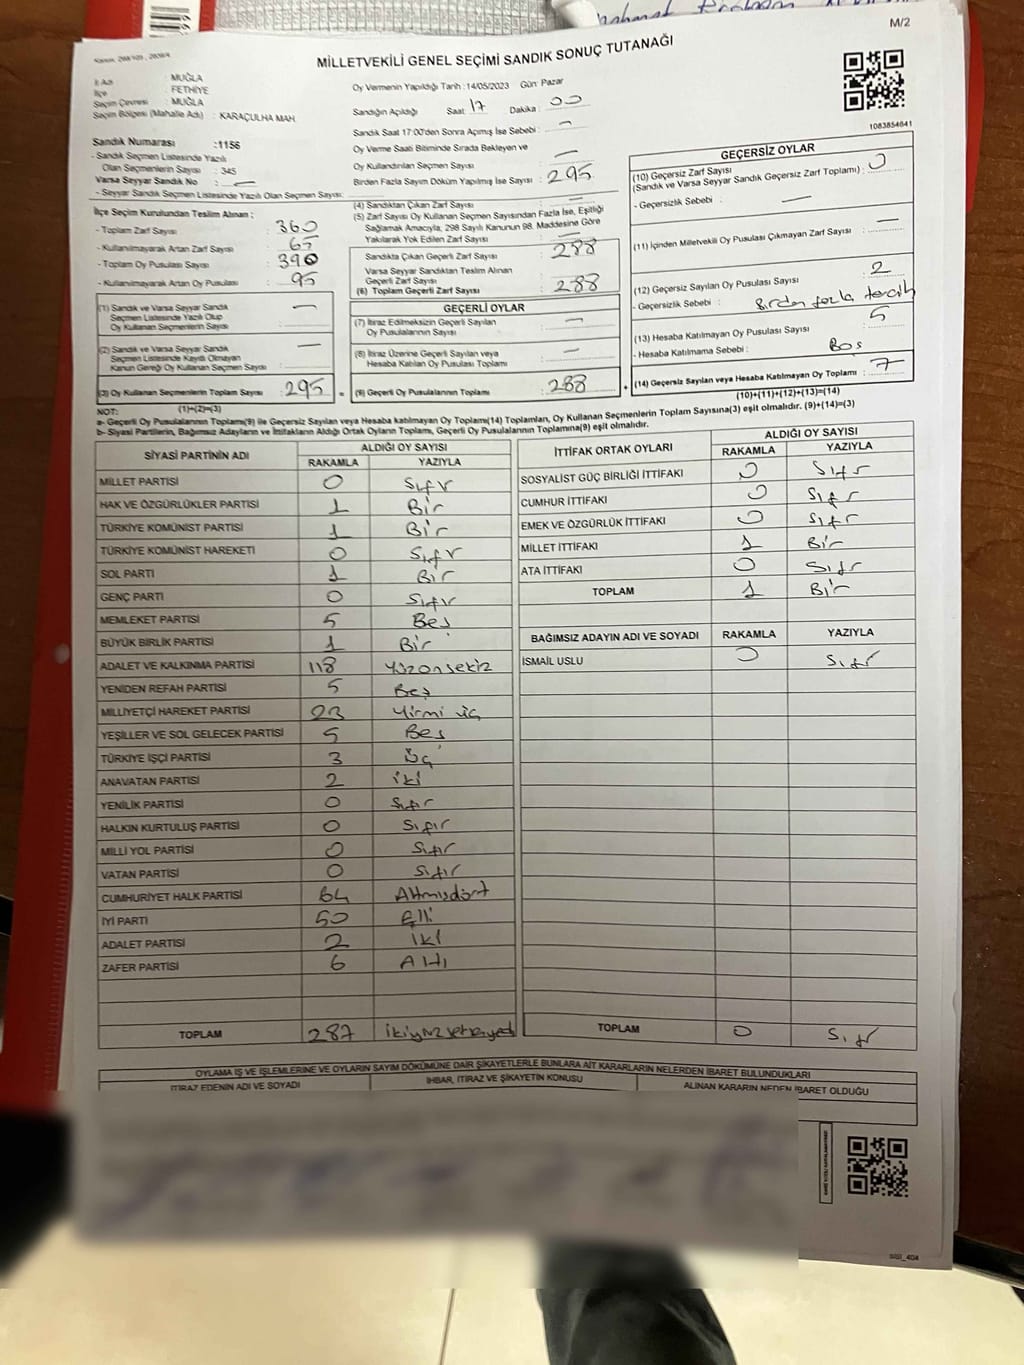 M/2
MİLLETVEKİLİ GENEL SEÇİMİ SANDIK SONUÇ TUTANAĞI
İl Adı MUĞLA
İlçe FETHİYE
Seçim Çevresi : MUĞLA
Seçim Bölgesi (Mahalle Adı) : KARAÇULHA MAH.
Oy Vermenin Yapıldığı Tarih : 14/05/2023 Gün: Pazar
Sandığın Açıldığı Saat : 17 Dakika : 00
Sandık Saat 17:00'den Sonra Açımış İse Sebebi : -
Oy Verme Saati Bitiminde Sırada Bekleyen ve
Oy Kullandırılan Seçmen Sayısı —
Birden Fazla Sayım Döküm Yapılmış İse Sayısı : 295
1083854641
Sandık Numarası :1156
- Sandık Seçmen Listesinde Yazılı
Olan Seçmenlerin Sayısı : 345
Varsa Seyyar Sandık No : —
- Seyyar Sandık Seçmen Listesinde Yazılı Olan Seçmen Sayısı:
İlçe Seçim Kurulundan Teslim Alınan ;
- Toplam Zarf Sayısı : 360
- Kullanılmayarak Artan Zarf Sayısı : 65
- Toplam Oy Pusulası Sayısı : 390
- Kullanılmayarak Artan Oy Pusulası : 95
(4) Sandıktan Çıkan Zarf Sayısı : —
(5) Zarf Sayısı Oy Kullanan Seçmen Sayısından Fazla İse, Eşitliği
Sağlamak Amacıyla, 298 Sayılı Kanunun 98. Maddesine Göre
Yakılarak Yok Edilen Zarf Sayısı : —
Sandıkta Çıkan Geçerli Zarf Sayısı : 288
Varsa Seyyar Sandıktan Teslim Alınan
Geçerli Zarf Sayısı
(6) Toplam Geçerli Zarf Sayısı : 288
GEÇERSİZ OYLAR
(10) Geçersiz Zarf Sayısı
(Sandık ve Varsa Seyyar Sandık Geçersiz Zarf Toplamı) : 0
- Geçersizlik Sebebi : —
(11) İçinden Milletvekili Oy Pusulası Çıkmayan Zarf Sayısı : —
(12) Geçersiz Sayılan Oy Pusulası Sayısı : 2
- Geçersizlik Sebebi : Birden fazla tercih
(13) Hesaba Katılmayan Oy Pusulası Sayısı : 5
- Hesaba Katılmama Sebebi : Boş
(14) Geçersiz Sayılan veya Hesaba Katılmayan Oy Toplamı : 7
(10)+(11)+(12)+(13)=(14)
(1) Sandık ve Varsa Seyyar Sandık
Seçmen Listesinde Yazılı Olup
Oy Kullanan Seçmenlerin Sayısı : —
(2) Sandık ve Varsa Seyyar Sandık
Seçmen Listesinde Kayıtlı Olmayan
Kanun Gereği Oy Kullanan Seçmen Sayısı : —
(3) Oy Kullanan Seçmenlerin Toplam Sayısı : 295
(1)+(2)=(3)
GEÇERLİ OYLAR
(7) İtiraz Edilmeksizin Geçerli Sayılan
Oy Pusulalarının Sayısı : —
(8) İtiraz Üzerine Geçerli Sayılan veya
Hesaba Katılan Oy Pusulası Toplamı : —
= (9) Geçerli Oy Pusulalarının Toplamı : 288 +
NOT:
a- Geçerli Oy Pusulalarının Toplamı(9) ile Geçersiz Sayılan veya Hesaba katılmayan Oy Toplamı(14) Toplamları, Oy Kullanan Seçmenlerin Toplam Sayısına(3) eşit olmalıdır. (9)+(14)=(3)
b- Siyasi Partilerin, Bağımsız Adayların ve İttifakların Aldığı Ortak Oyların Toplamı, Geçerli Oy Pusulalarının Toplamına(9) eşit olmalıdır.
SİYASİ PARTİNİN ADI ALDIĞI OY SAYISI
RAKAMLA YAZIYLA
MİLLET PARTİSİ 0 Sıfır
HAK VE ÖZGÜRLÜKLER PARTİSİ 1 Bir
TÜRKİYE KOMÜNİST PARTİSİ 1 Bir
TÜRKİYE KOMÜNİST HAREKETİ 0 Sıfır
SOL PARTİ 1 Bir
GENÇ PARTİ 0 Sıfır
MEMLEKET PARTİSİ 5 Beş
BÜYÜK BİRLİK PARTİSİ 1 Bir
ADALET VE KALKINMA PARTİSİ 118 Yüzonsekiz
YENİDEN REFAH PARTİSİ 5 Beş
MİLLİYETÇİ HAREKET PARTİSİ 23 Yirmi üç
YEŞİLLER VE SOL GELECEK PARTİSİ 5 Beş
TÜRKİYE İŞÇİ PARTİSİ 3 Üç
ANAVATAN PARTİSİ 2 iki
YENİLİK PARTİSİ 0 Sıfır
HALKIN KURTULUŞ PARTİSİ 0 Sıfır
MİLLİ YOL PARTİSİ 0 Sıfır
VATAN PARTİSİ 0 Sıfır
CUMHURİYET HALK PARTİSİ 64 Altmışdört
İYİ PARTİ 50 Elli
ADALET PARTİSİ 2 iki
ZAFER PARTİSİ 6 Altı
TOPLAM 287 ikiyüzseksenyedi
İTTİFAK ORTAK OYLARI ALDIĞI OY SAYISI
RAKAMLA YAZIYLA
SOSYALİST GÜÇ BİRLİĞİ İTTİFAKI 0 Sıfır
CUMHUR İTTİFAKI 0 Sıfır
EMEK VE ÖZGÜRLÜK İTTİFAKI 0 Sıfır
MİLLET İTTİFAKI 1 Bir
ATA İTTİFAKI 0 Sıfır
TOPLAM 1 Bir
BAĞIMSIZ ADAYIN ADI VE SOYADI RAKAMLA YAZIYLA
İSMAİL USLU 0 Sıfır
TOPLAM 0 Sıfır
OYLAMA İŞ VE İŞLEMLERİNE VE OYLARIN SAYIM DÖKÜMÜNE DAİR ŞİKAYETLERLE BUNLARA AİT KARARLARIN NELERDEN İBARET BULUNDUKLARI
İTİRAZ EDENİN ADI VE SOYADI İHBAR, İTİRAZ VE ŞİKAYETİN KONUSU ALINAN KARARIN NEDEN İBARET OLDUĞU